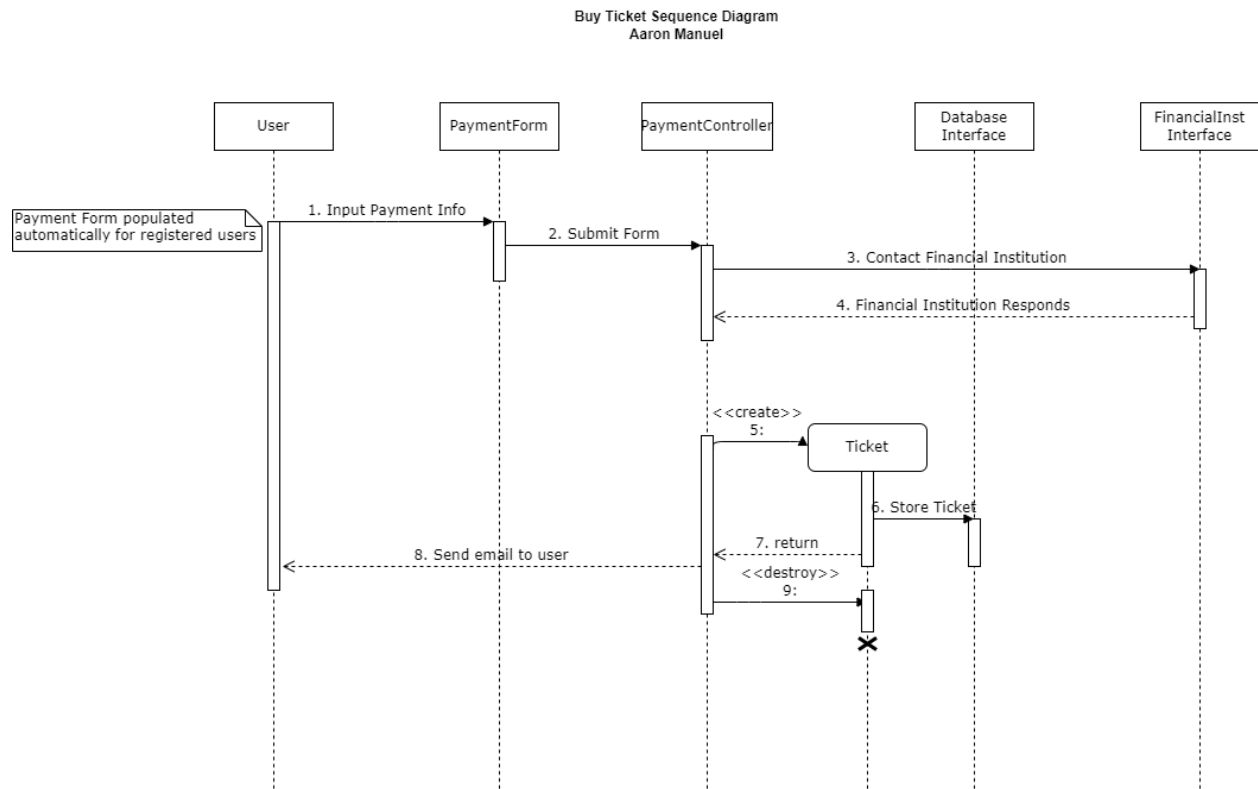 Buy Ticket Sequence Diagram
Aaron Manuel
User
PaymentForm
PaymentController
Database
Interface
FinancialInst
Interface
Payment Form populated
automatically for registered users
1. Input Payment Info
2. Submit Form
3. Contact Financial Institution
4. Financial Institution Responds
<<create>>
5:
Ticket
6. Store Ticket
7. return
8. Send email to user
<<destroy>>
9: